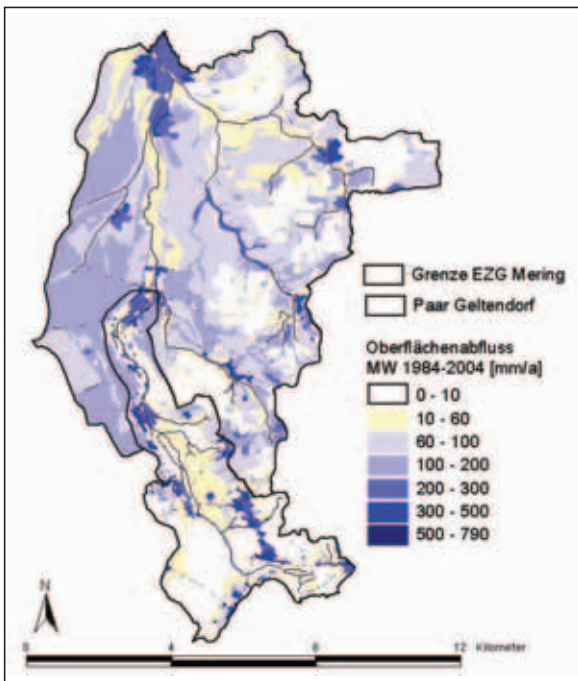 Grenze EZG Mering
Paar Geltendorf
Oberflächenabfluss
MW 1984-2004 [mm/a]
0 - 10
10 - 60
60 - 100
100 - 200
200 - 300
300 - 500
500 - 790
N
0 4 8 12 Kilometer